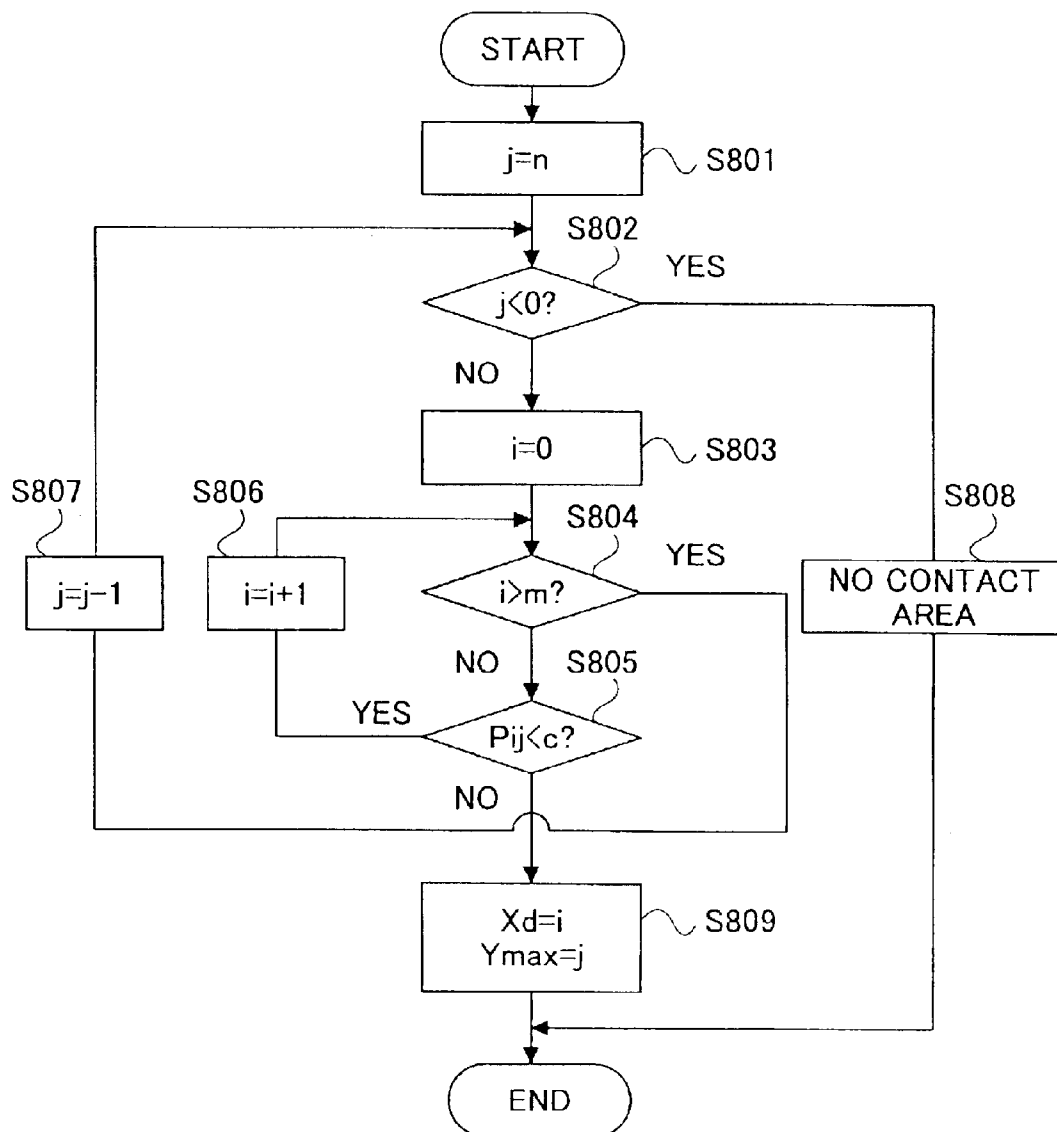 START
j=n
S801
S802
YES
j<0?
NO
i=0
S803
S807
S806
S804
S808
YES
j=j-1
i=i+1
i>m?
NO CONTACT
AREA
NO
S805
YES
Pij<c?
NO
Xd=i
Ymax=j
S809
END